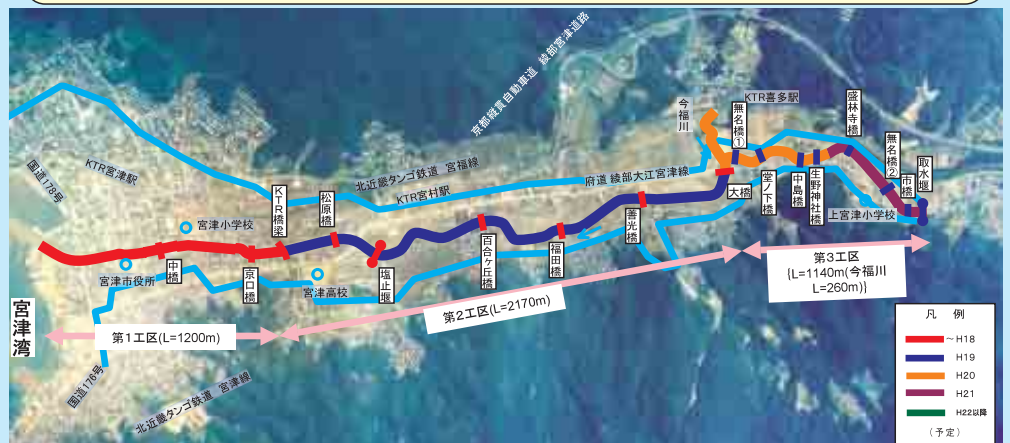 京都縦貫自動車道 綾部宮津道路
KTR喜多駅
今福川
無名橋①
盛林寺橋
無名橋②
取水堰
市橋
国道178号
KTR宮津駅
北近畿タンゴ鉄道 宮福線
KTR宮村駅
府道 綾部大江宮津線
KTR橋梁
松原橋
大橋
堂ノ下橋
中島橋
生野神社橋
上宮津小学校
宮津小学校
善光橋
宮津市役所
中橋
京口橋
宮津高校
塩止堰
百合ヶ丘橋
福田橋
宮津湾
第1工区(L=1200m)
第2工区(L=2170m)
第3工区
{L=1140m(今福川
L=260m)}
国道176号
北近畿タンゴ鉄道 宮津線
凡 例
～H18
H19
H20
H21
H22以降
(予定)